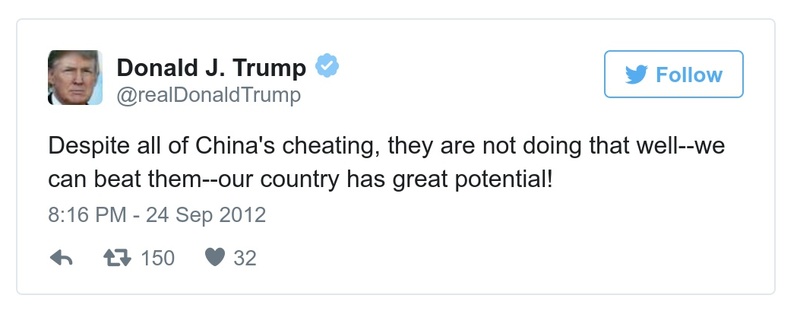 Donald J. Trump
@realDonaldTrump
Follow
Despite all of China's cheating, they are not doing that well--we
can beat them--our country has great potential!
8:16 PM - 24 Sep 2012
150 32